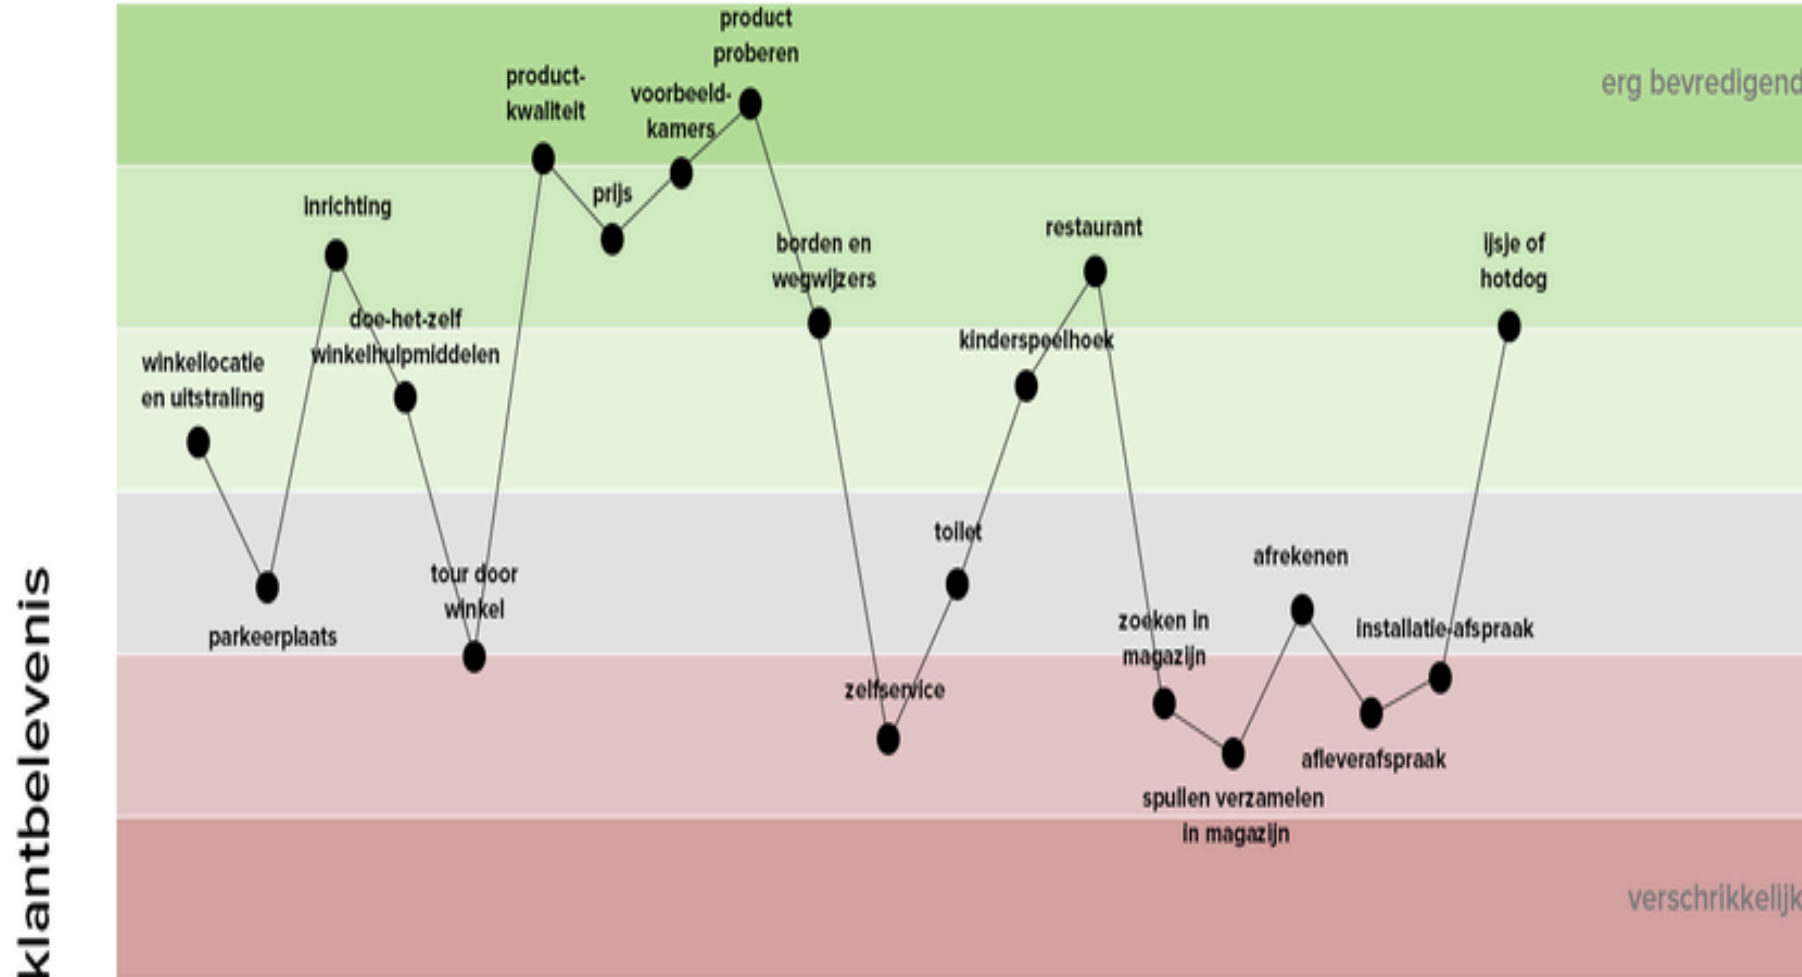 product
proberen
erg bevredigend
product-
kwaliteit
voorbeeld-
kamers
prijs
inrichting
restaurant
borden en
wegwijzers
ijsje of
hotdog
doe-het-zelf
winkelhulpmiddelen
kinderspeelhoek
winkellocatie
en uitstraling
toilet
afrekenen
tour door
winkel
zoeken in
magazijn
installatie-afspraak
parkeerplaats
zelfservice
afleverafspraak
spullen verzamelen
in magazijn
verschrikkelijk
klantbelevenis